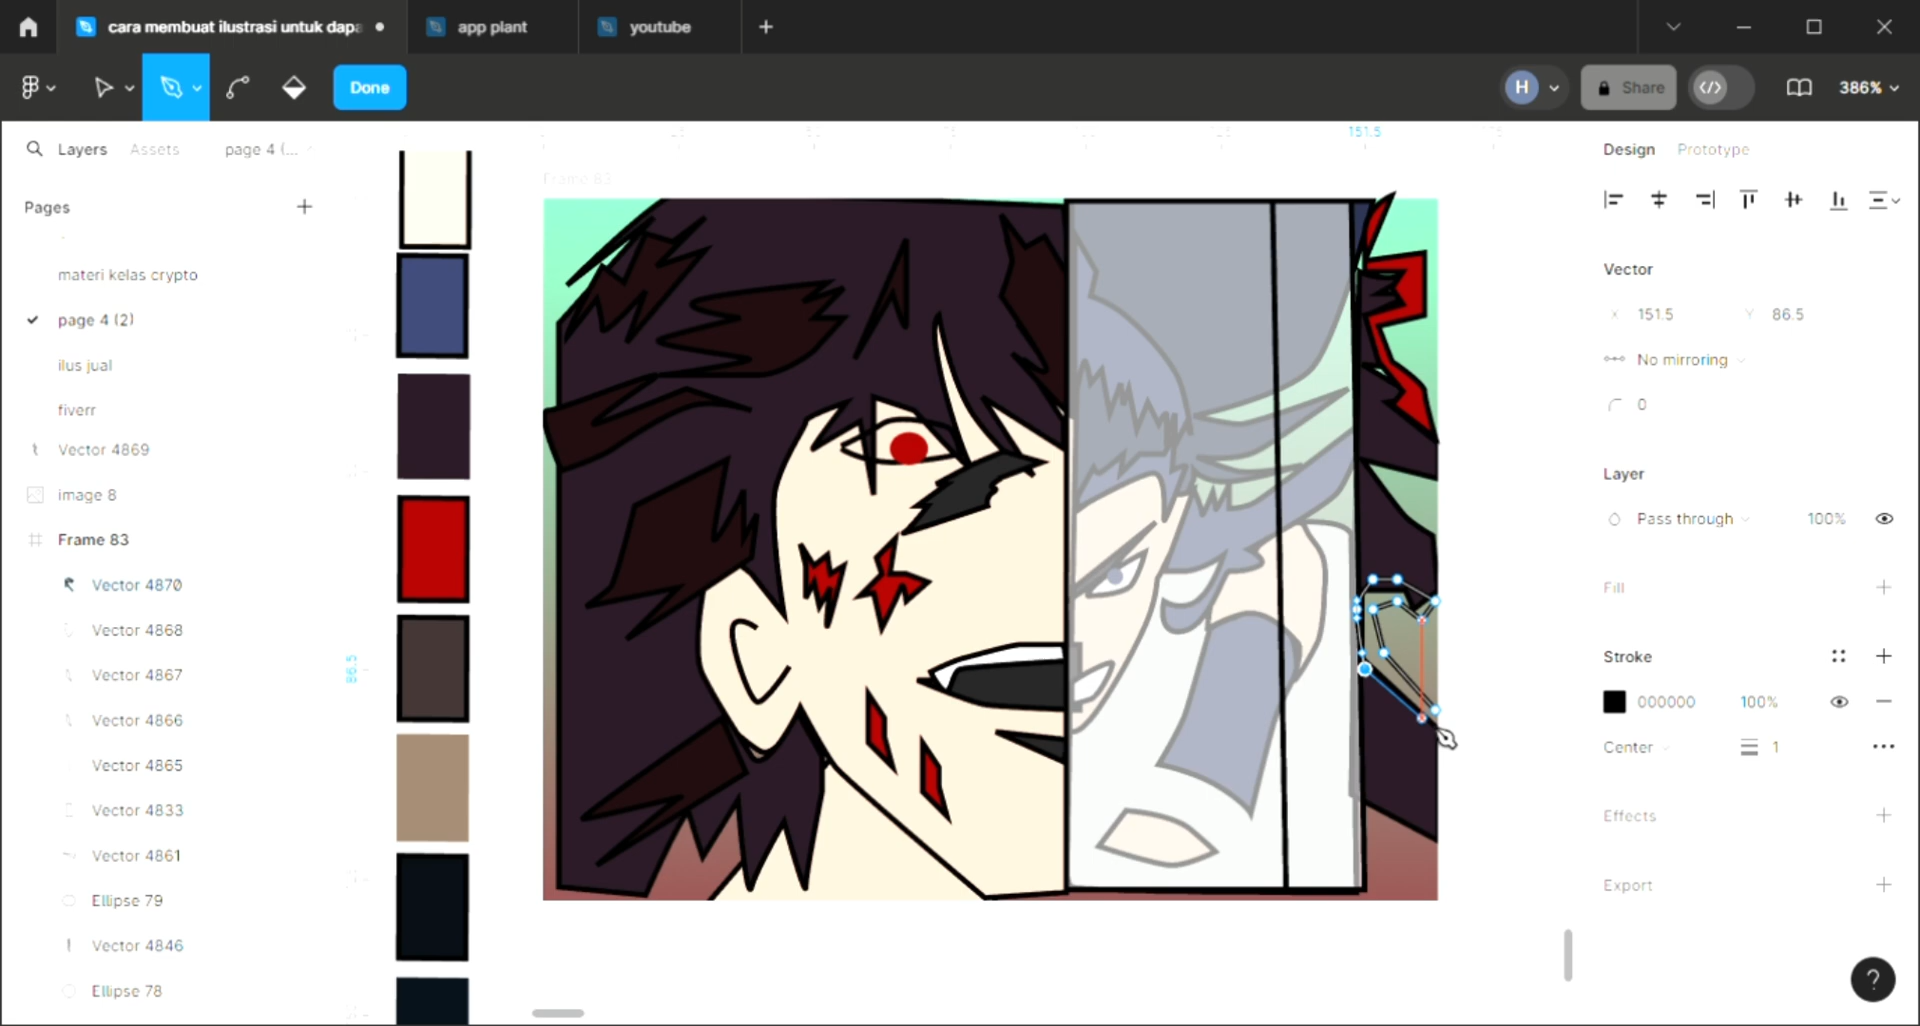 cara membuat ilustrasi untuk dapa
app plant
youtube
Done
H
Share
386%
Layers
Assets
page 4 (...
151.5
Design
Prototype
Pages
Frame 83
materi kelas crypto
page 4 (2)
ilus jual
fiverr
Vector 4869
image 8
Frame 83
Vector 4870
Vector 4868
Vector 4867
Vector 4866
Vector 4865
Vector 4833
Vector 4861
Ellipse 79
Vector 4846
Ellipse 78
86.5
Vector
X 151.5 Y 86.5
No mirroring
0
Layer
Pass through 100%
Fill
Stroke
000000 100%
Center 1
Effects
Export
?